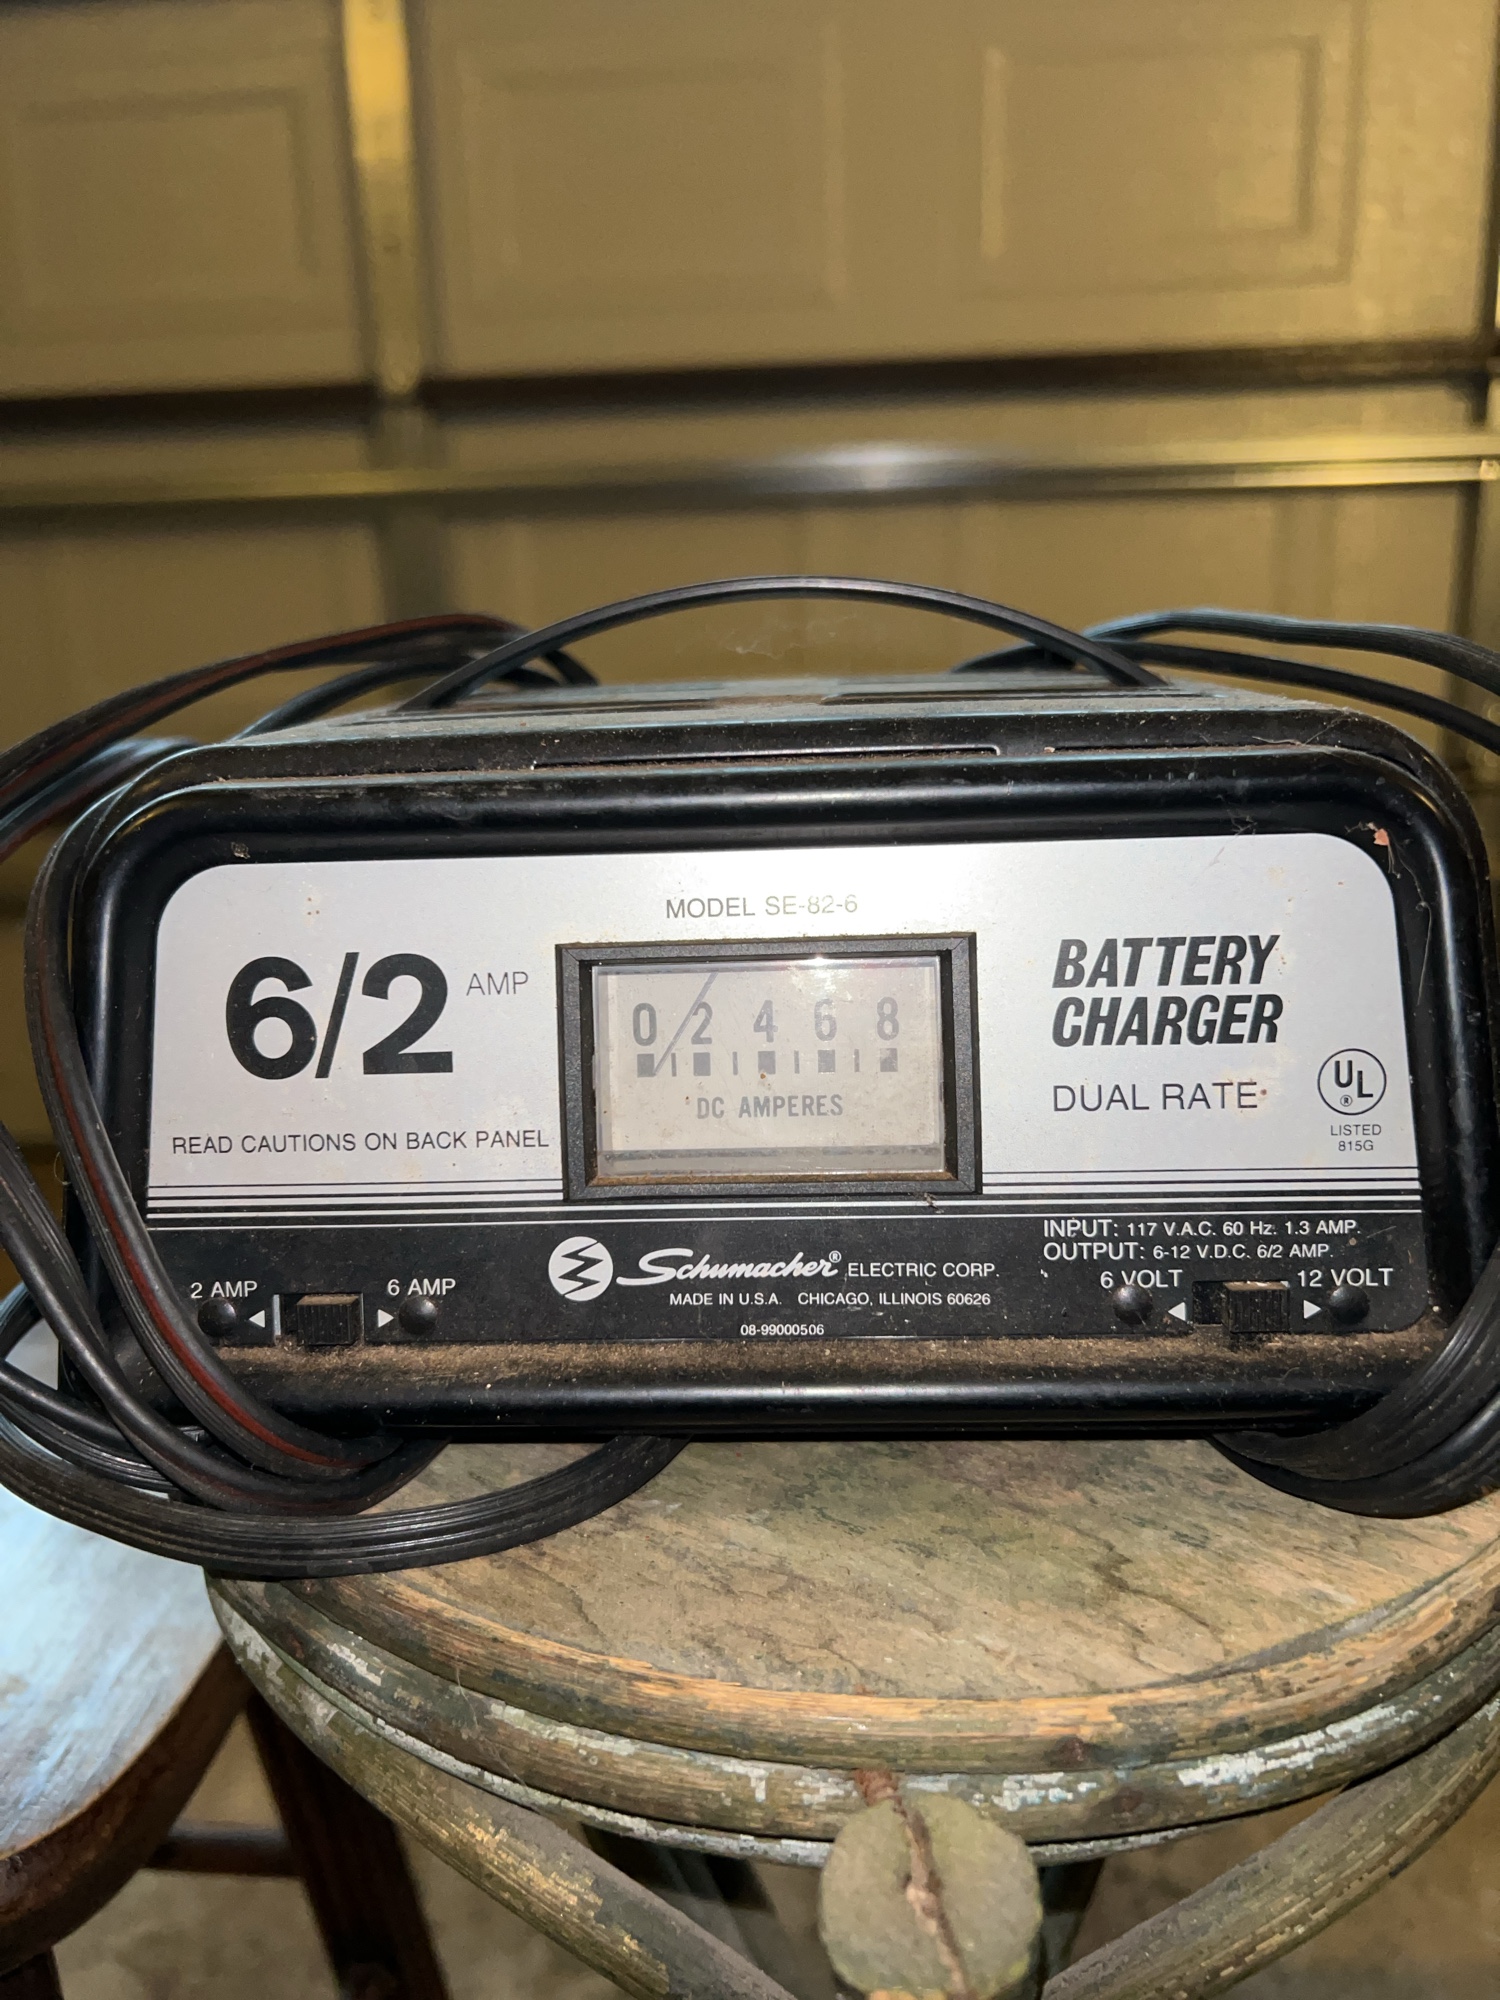 MODEL SE-82-6
6/2 AMP
READ CAUTIONS ON BACK PANEL
0 2 4 6 8
DC AMPERES
BATTERY
CHARGER
DUAL RATE
UL
®
LISTED
815G
INPUT: 117 V.A.C. 60 Hz. 1.3 AMP.
OUTPUT: 6-12 V.D.C. 6/2 AMP.
2 AMP 6 AMP
Schumacher® ELECTRIC CORP.
MADE IN U.S.A. CHICAGO, ILLINOIS 60626
08-99000506
6 VOLT 12 VOLT